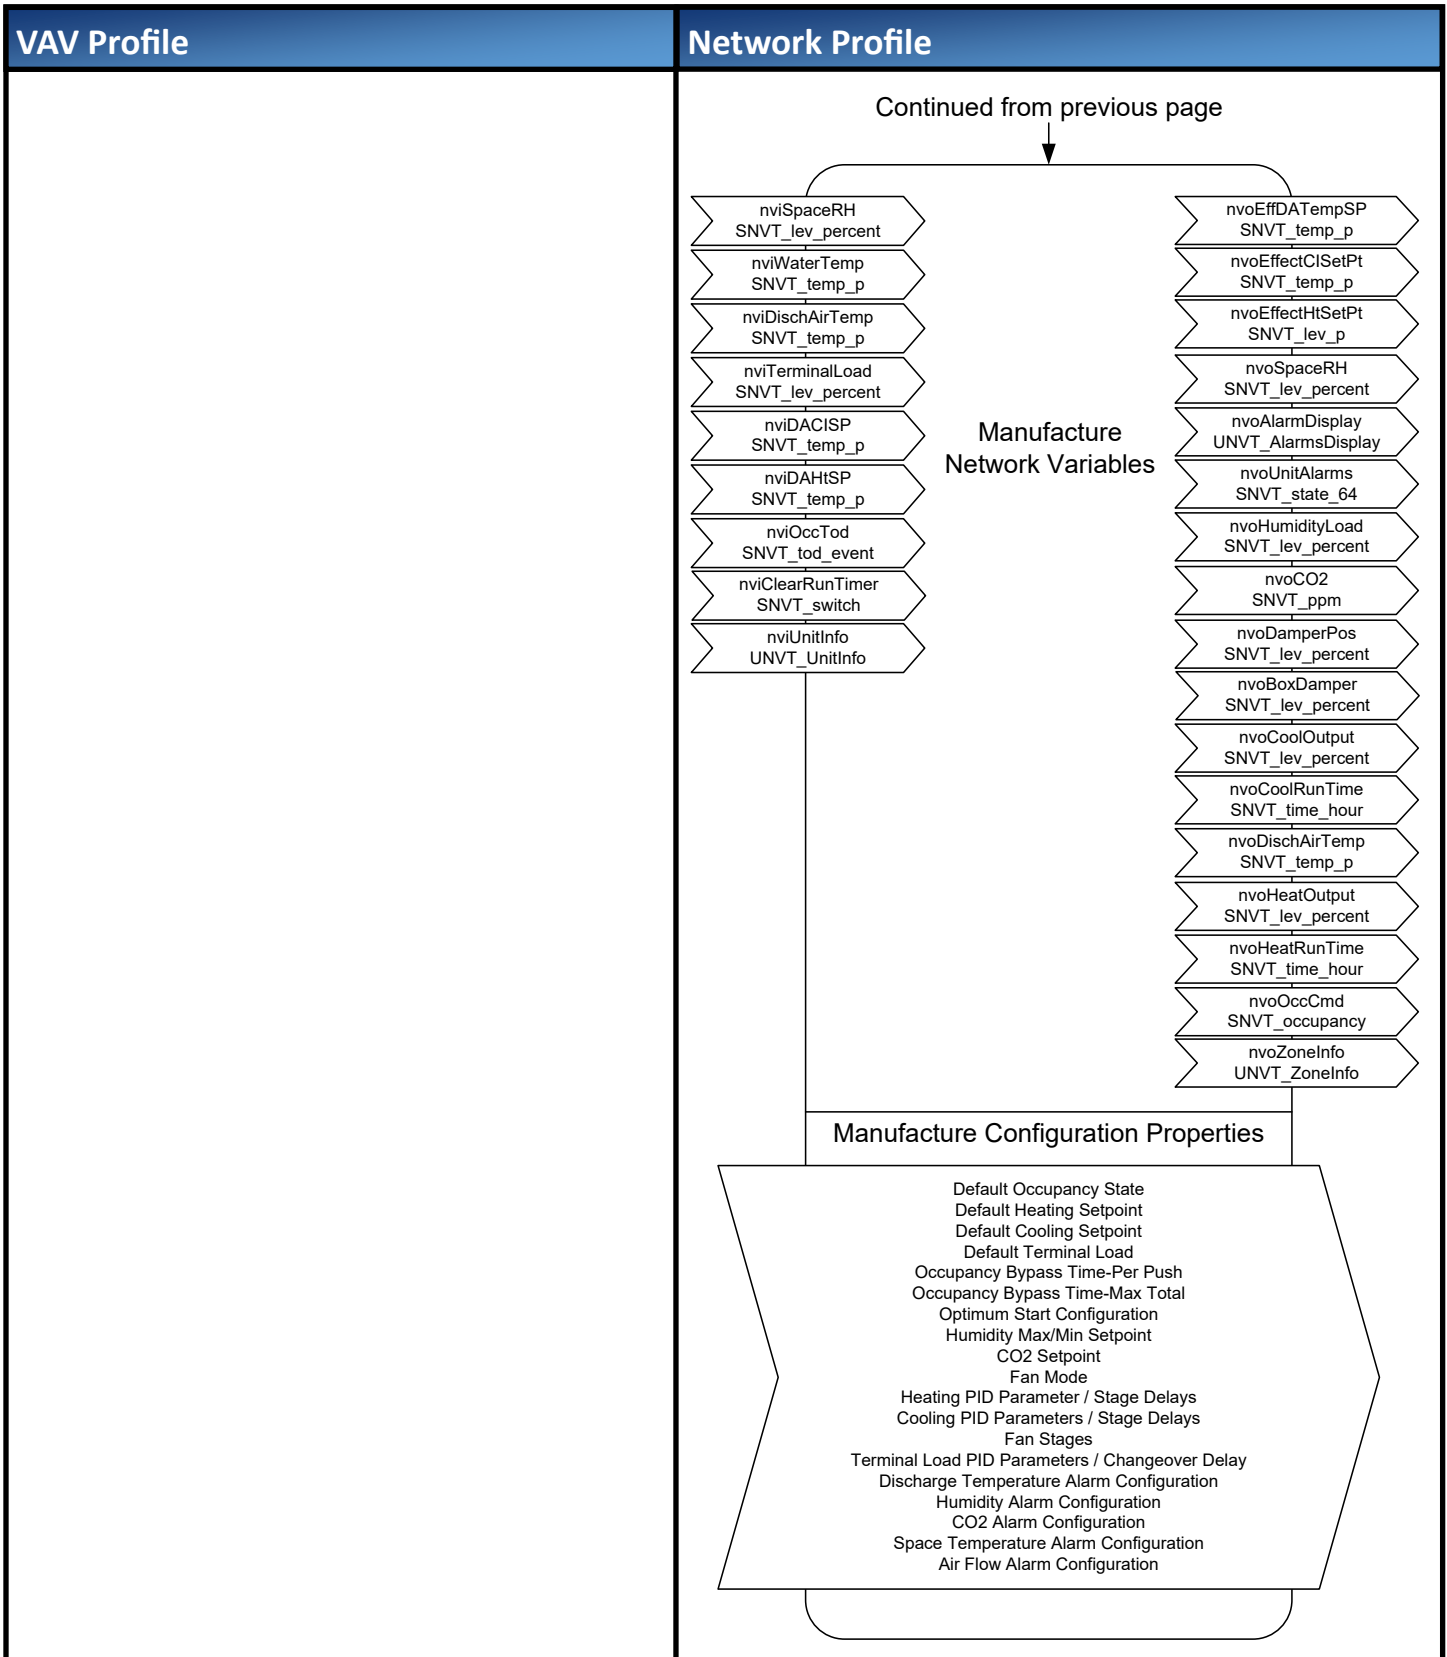 VAV Profile
Network Profile
Continued from previous page
nviSpaceRH
SNVT_lev_percent
nviWaterTemp
SNVT_temp_p
nviDischAirTemp
SNVT_temp_p
nviTerminalLoad
SNVT_lev_percent
nviDAClSP
SNVT_temp_p
nviDAHtSP
SNVT_temp_p
nviOccTod
SNVT_tod_event
nviClearRunTimer
SNVT_switch
nviUnitInfo
UNVT_UnitInfo
Manufacture
Network Variables
nvoEffDATempSP
SNVT_temp_p
nvoEffectClSetPt
SNVT_temp_p
nvoEffectHtSetPt
SNVT_lev_p
nvoSpaceRH
SNVT_lev_percent
nvoAlarmDisplay
UNVT_AlarmsDisplay
nvoUnitAlarms
SNVT_state_64
nvoHumidityLoad
SNVT_lev_percent
nvoCO2
SNVT_ppm
nvoDamperPos
SNVT_lev_percent
nvoBoxDamper
SNVT_lev_percent
nvoCoolOutput
SNVT_lev_percent
nvoCoolRunTime
SNVT_time_hour
nvoDischAirTemp
SNVT_temp_p
nvoHeatOutput
SNVT_lev_percent
nvoHeatRunTime
SNVT_time_hour
nvoOccCmd
SNVT_occupancy
nvoZoneInfo
UNVT_ZoneInfo
Manufacture Configuration Properties
Default Occupancy State
Default Heating Setpoint
Default Cooling Setpoint
Default Terminal Load
Occupancy Bypass Time-Per Push
Occupancy Bypass Time-Max Total
Optimum Start Configuration
Humidity Max/Min Setpoint
CO2 Setpoint
Fan Mode
Heating PID Parameter / Stage Delays
Cooling PID Parameters / Stage Delays
Fan Stages
Terminal Load PID Parameters / Changeover Delay
Discharge Temperature Alarm Configuration
Humidity Alarm Configuration
CO2 Alarm Configuration
Space Temperature Alarm Configuration
Air Flow Alarm Configuration